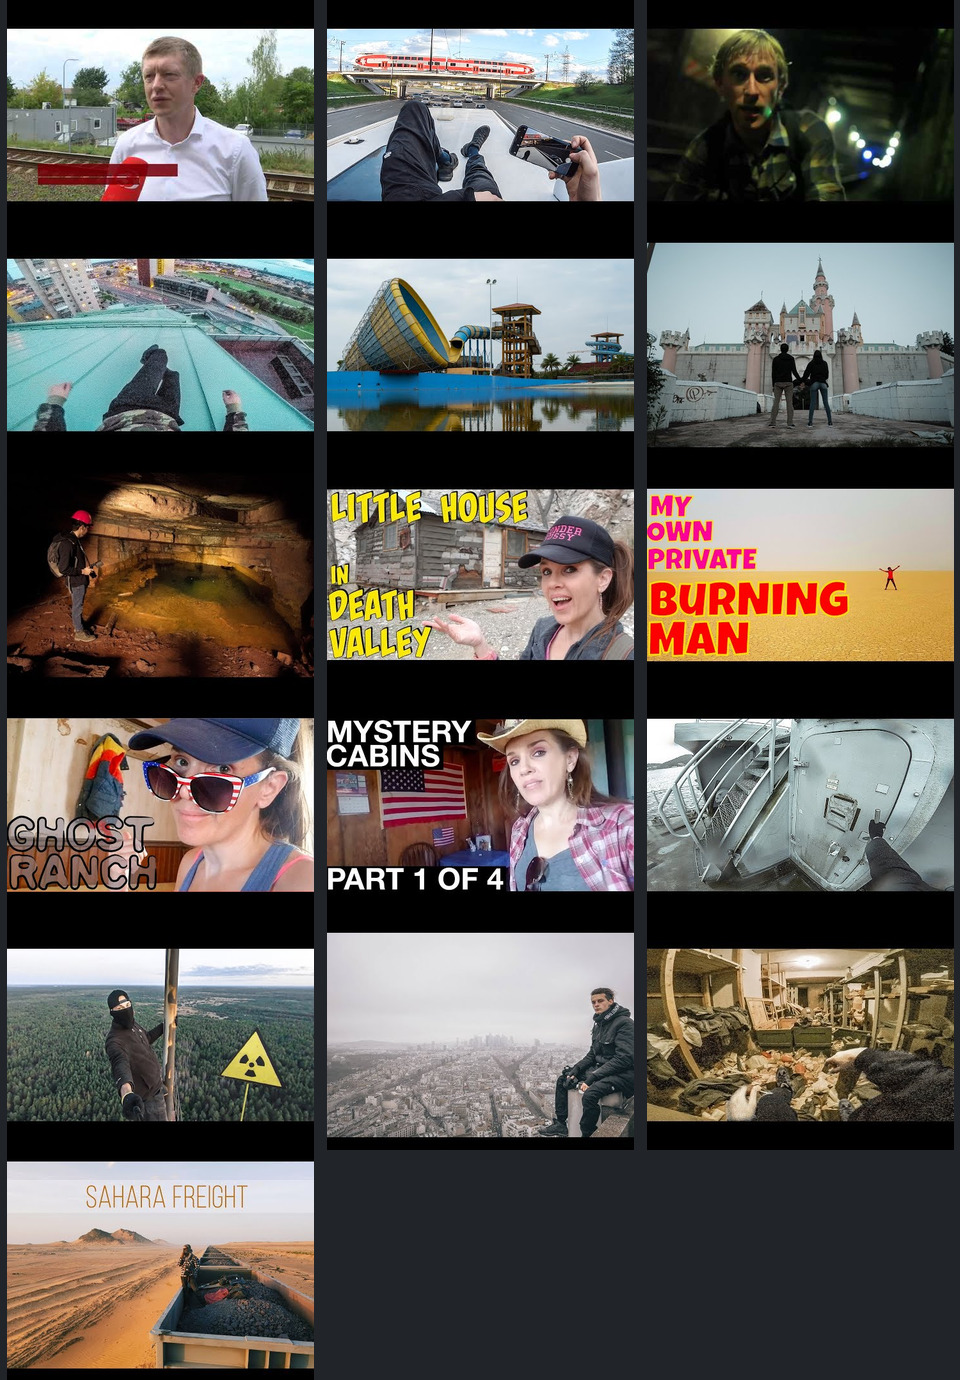 LITTLE HOUSE
IN
DEATH
VALLEY
MY
OWN
PRIVATE
BURNING
MAN
GHOST
RANCH
MYSTERY
CABINS
PART 1 OF 4
SAHARA FREIGHT